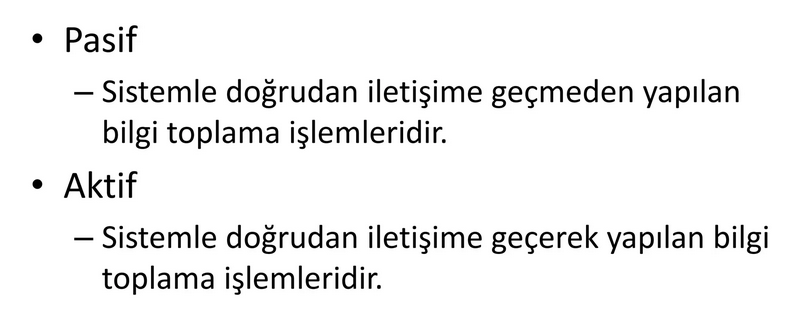 • Pasif
– Sistemle doğrudan iletişime geçmeden yapılan
bilgi toplama işlemleridir.
• Aktif
– Sistemle doğrudan iletişime geçerek yapılan bilgi
toplama işlemleridir.